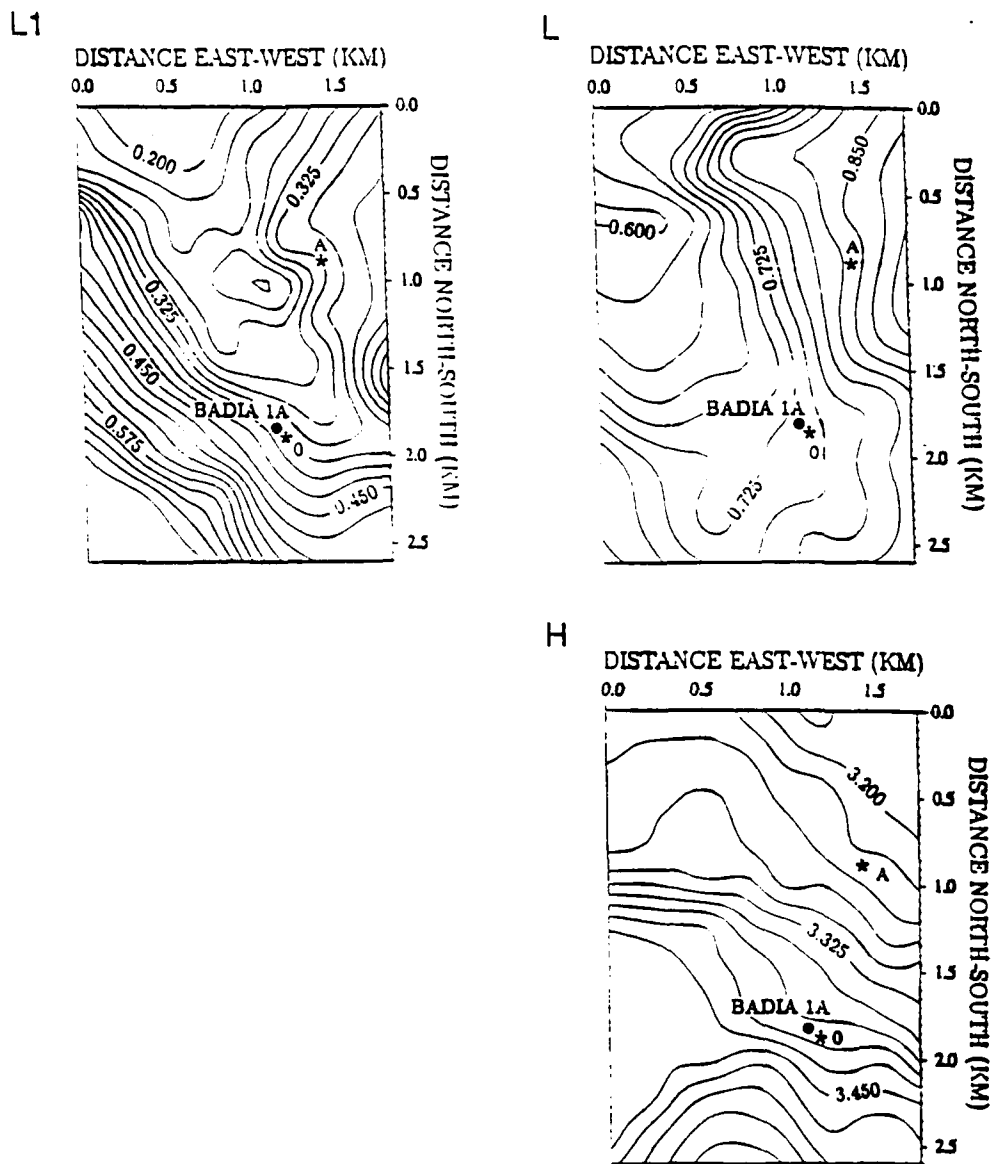 L1
DISTANCE EAST-WEST (KM)
0.0 0.5 1.0 1.5
0.0
0.5
1.0
1.5
2.0
2.5
DISTANCE NORTH-SOUTH (KM)
0.200
0.325
A
0.325
0.450
BADIA 1A
0
0.575
0.450
L
DISTANCE EAST-WEST (KM)
0.0 0.5 1.0 1.5
0.0
0.5
1.0
1.5
2.0
2.5
DISTANCE NORTH-SOUTH (KM)
0.850
0.600
A
0.725
BADIA 1A
0
0.725
H
DISTANCE EAST-WEST (KM)
0.0 0.5 1.0 1.5
0.0
0.5
1.0
1.5
2.0
2.5
DISTANCE NORTH-SOUTH (KM)
3.200
A
3.325
BADIA 1A
0
3.450